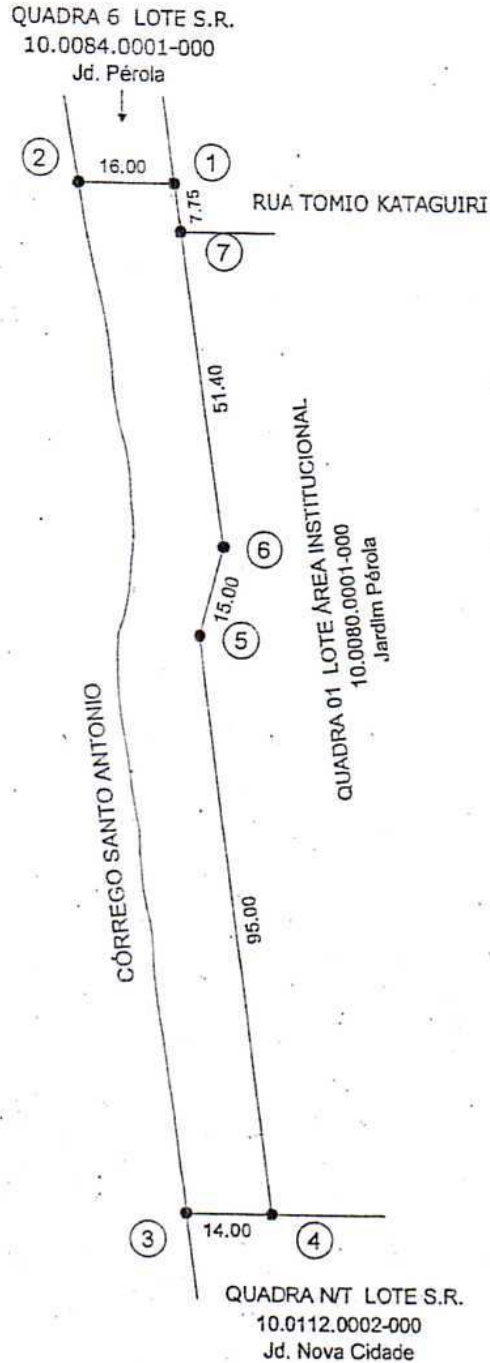 QUADRA 6 LOTE S.R.
10.0084.0001-000
Jd. Pérola
2
16.00
1
7.75
RUA TOMIO KATAGUIRI
7
51.40
6
15.00
5
QUADRA 01 LOTE ÁREA INSTITUCIONAL
10.0080.0001-000
Jardim Pérola
CÓRREGO SANTO ANTONIO
95.00
3
14.00
4
QUADRA N/T LOTE S.R.
10.0112.0002-000
Jd. Nova Cidade